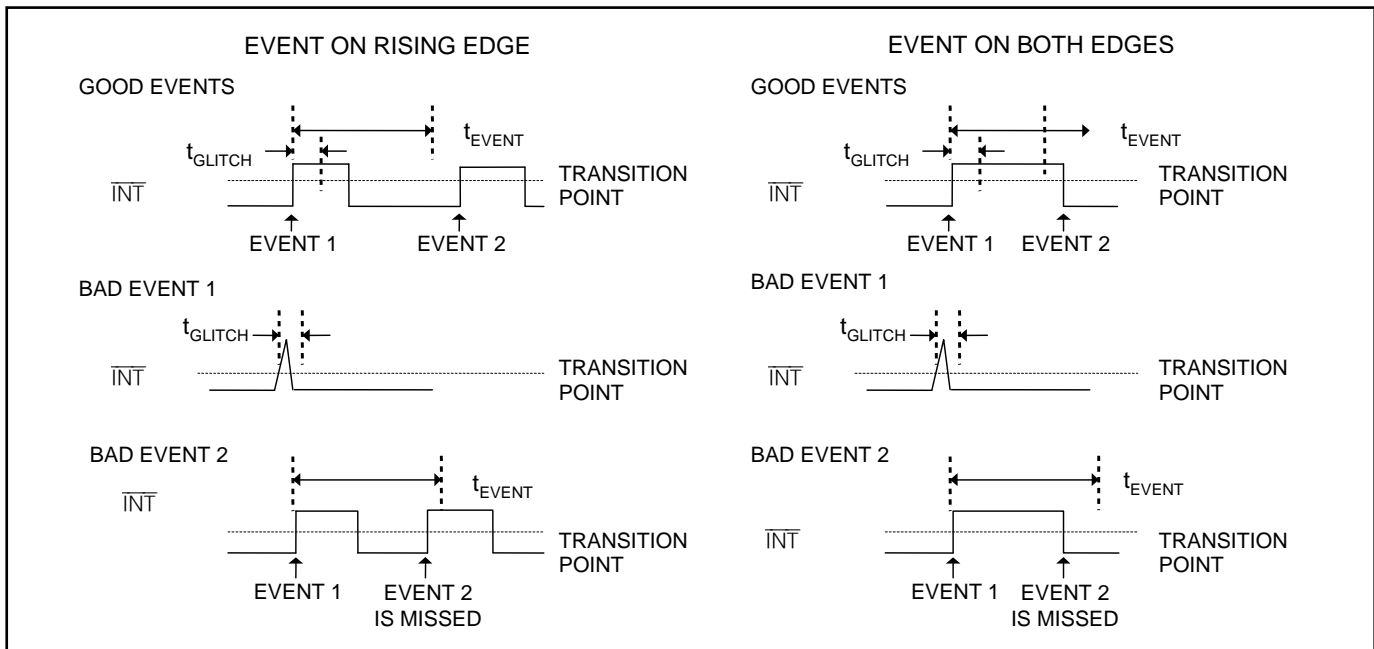 EVENT ON RISING EDGE
GOOD EVENTS
tEVENT
tGLITCH
INT
TRANSITION
POINT
EVENT 1
EVENT 2
BAD EVENT 1
tGLITCH
INT
TRANSITION
POINT
BAD EVENT 2
INT
tEVENT
TRANSITION
POINT
EVENT 1
EVENT 2
IS MISSED
EVENT ON BOTH EDGES
GOOD EVENTS
tEVENT
tGLITCH
INT
TRANSITION
POINT
EVENT 1
EVENT 2
BAD EVENT 1
tGLITCH
INT
TRANSITION
POINT
BAD EVENT 2
tEVENT
INT
TRANSITION
POINT
EVENT 1
EVENT 2
IS MISSED